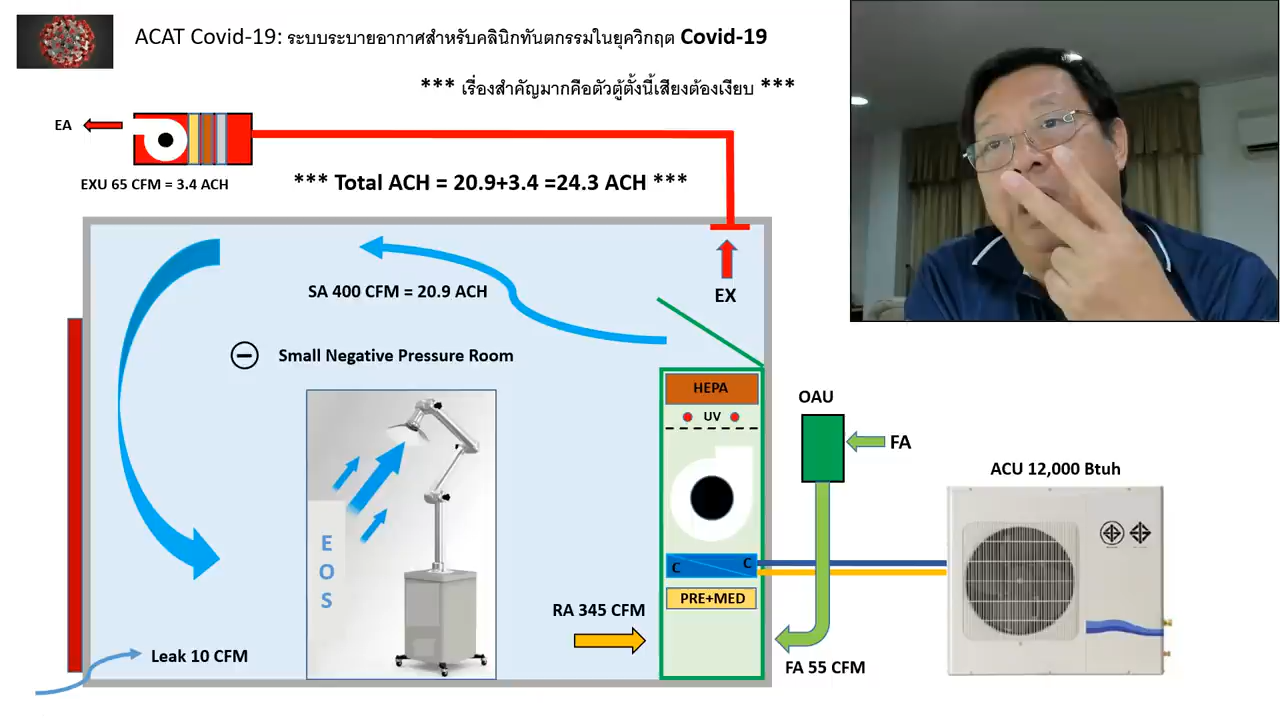 ACAT Covid-19: ระบบระบายอากาศสำหรับคลินิกทันตกรรมในยุควิกฤต Covid-19
*** เรื่องสำคัญมากคือตัวตู้ตั้งนี้เสียงต้องเงียบ ***
EA
EXU 65 CFM = 3.4 ACH
*** Total ACH = 20.9+3.4 =24.3 ACH ***
EX
SA 400 CFM = 20.9 ACH
Small Negative Pressure Room
HEPA
UV
OAU
FA
ACU 12,000 Btuh
E
O
S
C
C
PRE+MED
RA 345 CFM
Leak 10 CFM
FA 55 CFM